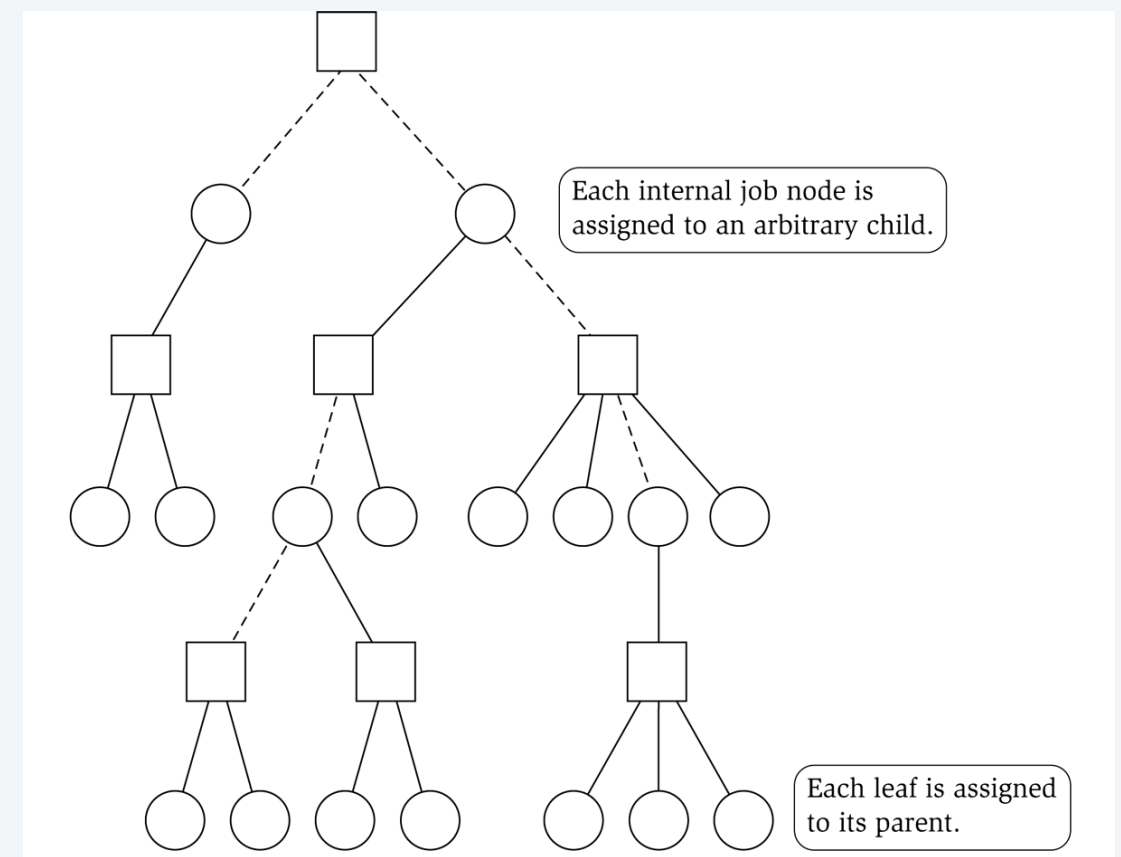 Each internal job node is
assigned to an arbitrary child.
Each leaf is assigned
to its parent.